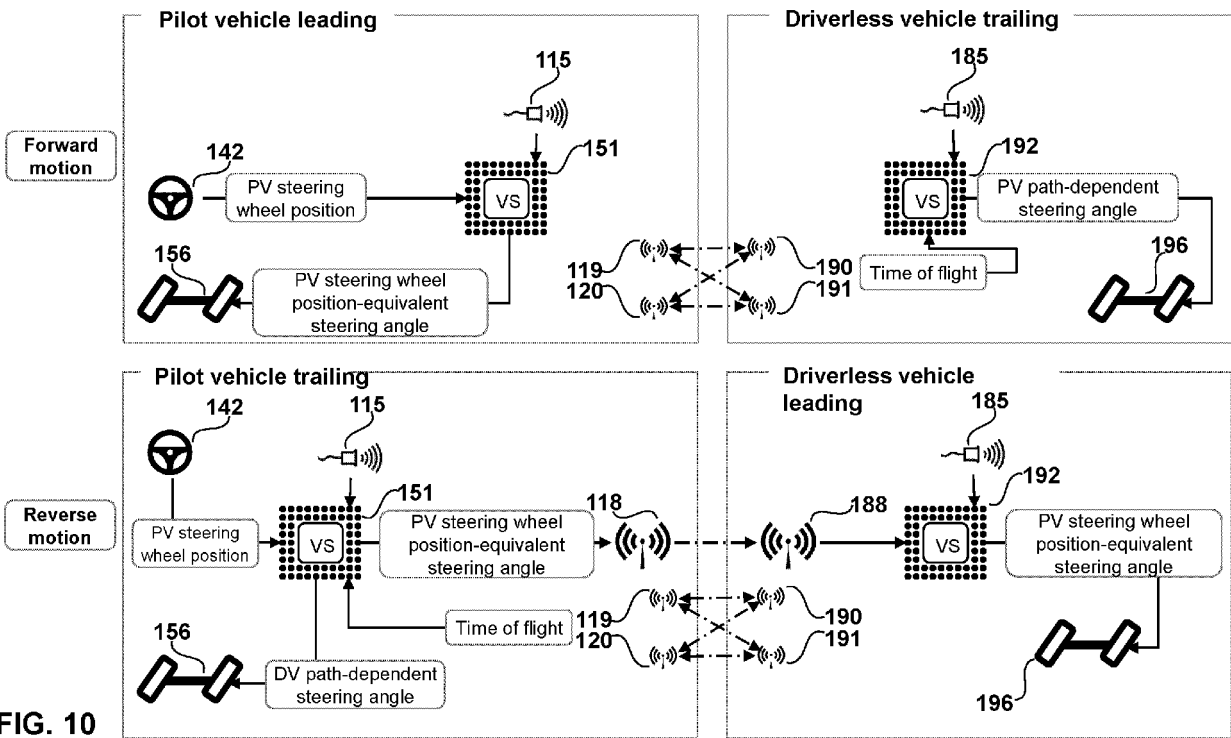 Pilot vehicle leading
Driverless vehicle trailing
115
185
Forward
motion
142
151
192
PV steering
wheel position
VS
VS
PV path-dependent
steering angle
156
PV steering wheel
position-equivalent
steering angle
119
120
190
191
Time of flight
196
Pilot vehicle trailing
Driverless vehicle
leading
142
115
185
151
118
188
192
Reverse
motion
PV steering
wheel position
VS
PV steering wheel
position-equivalent
steering angle
VS
PV steering wheel
position-equivalent
steering angle
156
Time of flight
119
120
190
191
DV path-dependent
steering angle
196
FIG. 10